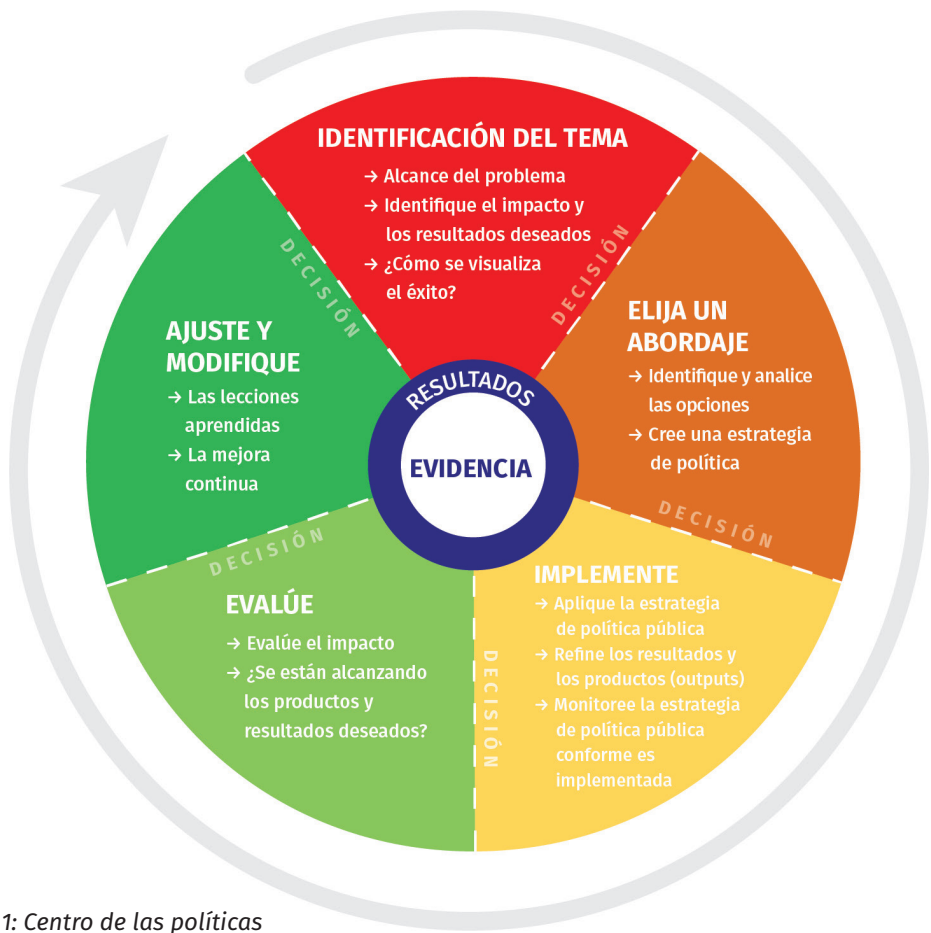 IDENTIFICACIÓN DEL TEMA
→ Alcance del problema
→ Identifique el impacto y
los resultados deseados
→ ¿Cómo se visualiza
el éxito?
DECISIÓN
ELIJA UN
ABORDAJE
→ Identifique y analice
las opciones
→ Cree una estrategia
de política
DECISIÓN
IMPLEMENTE
→ Aplique la estrategia
de política pública
→ Refine los resultados y
los productos (outputs)
→ Monitoree la estrategia
de política pública
conforme es
implementada
DECISIÓN
EVALÚE
→ Evalúe el impacto
→ ¿Se están alcanzando
los productos y
resultados deseados?
DECISIÓN
AJUSTE Y
MODIFIQUE
→ Las lecciones
aprendidas
→ La mejora
continua
DECISIÓN
RESULTADOS
EVIDENCIA
1: Centro de las políticas